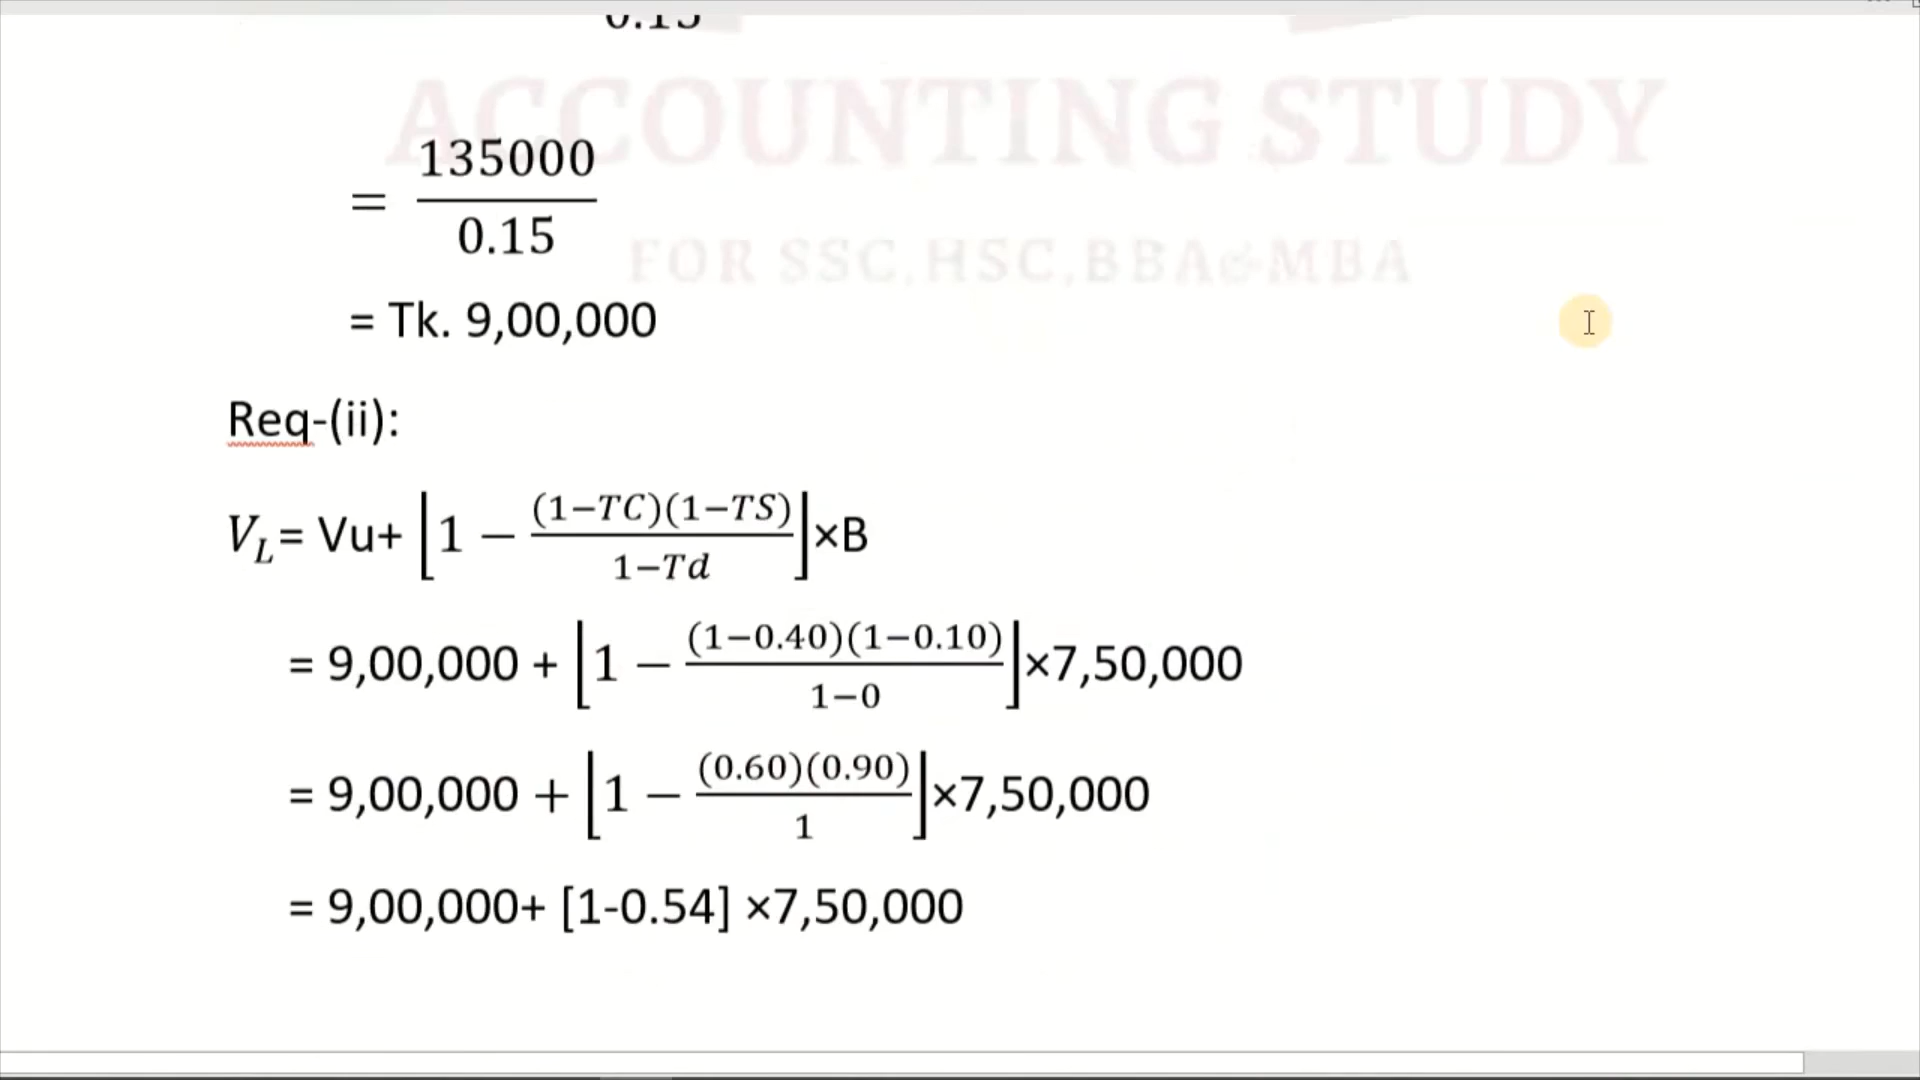 0.15
ACCOUNTING STUDY
FOR SSC,HSC,BBA&MBA
= 135000 / 0.15
= Tk. 9,00,000
Req-(ii):
V_L= Vu+ [1 − (1−TC)(1−TS) / 1−Td]×B
= 9,00,000 + [1 − (1−0.40)(1−0.10) / 1−0]×7,50,000
= 9,00,000 + [1 − (0.60)(0.90) / 1]×7,50,000
= 9,00,000+ [1-0.54] ×7,50,000